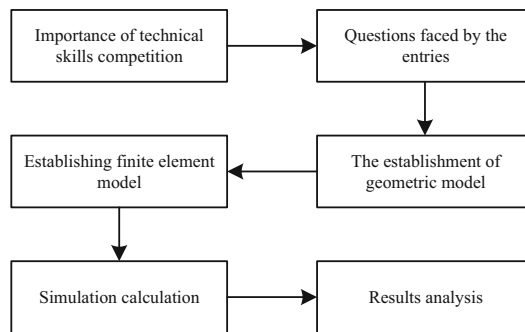 Importance of technical
skills competition
Questions faced by the
entries
Establishing finite element
model
The establishment of
geometric model
Simulation calculation
Results analysis